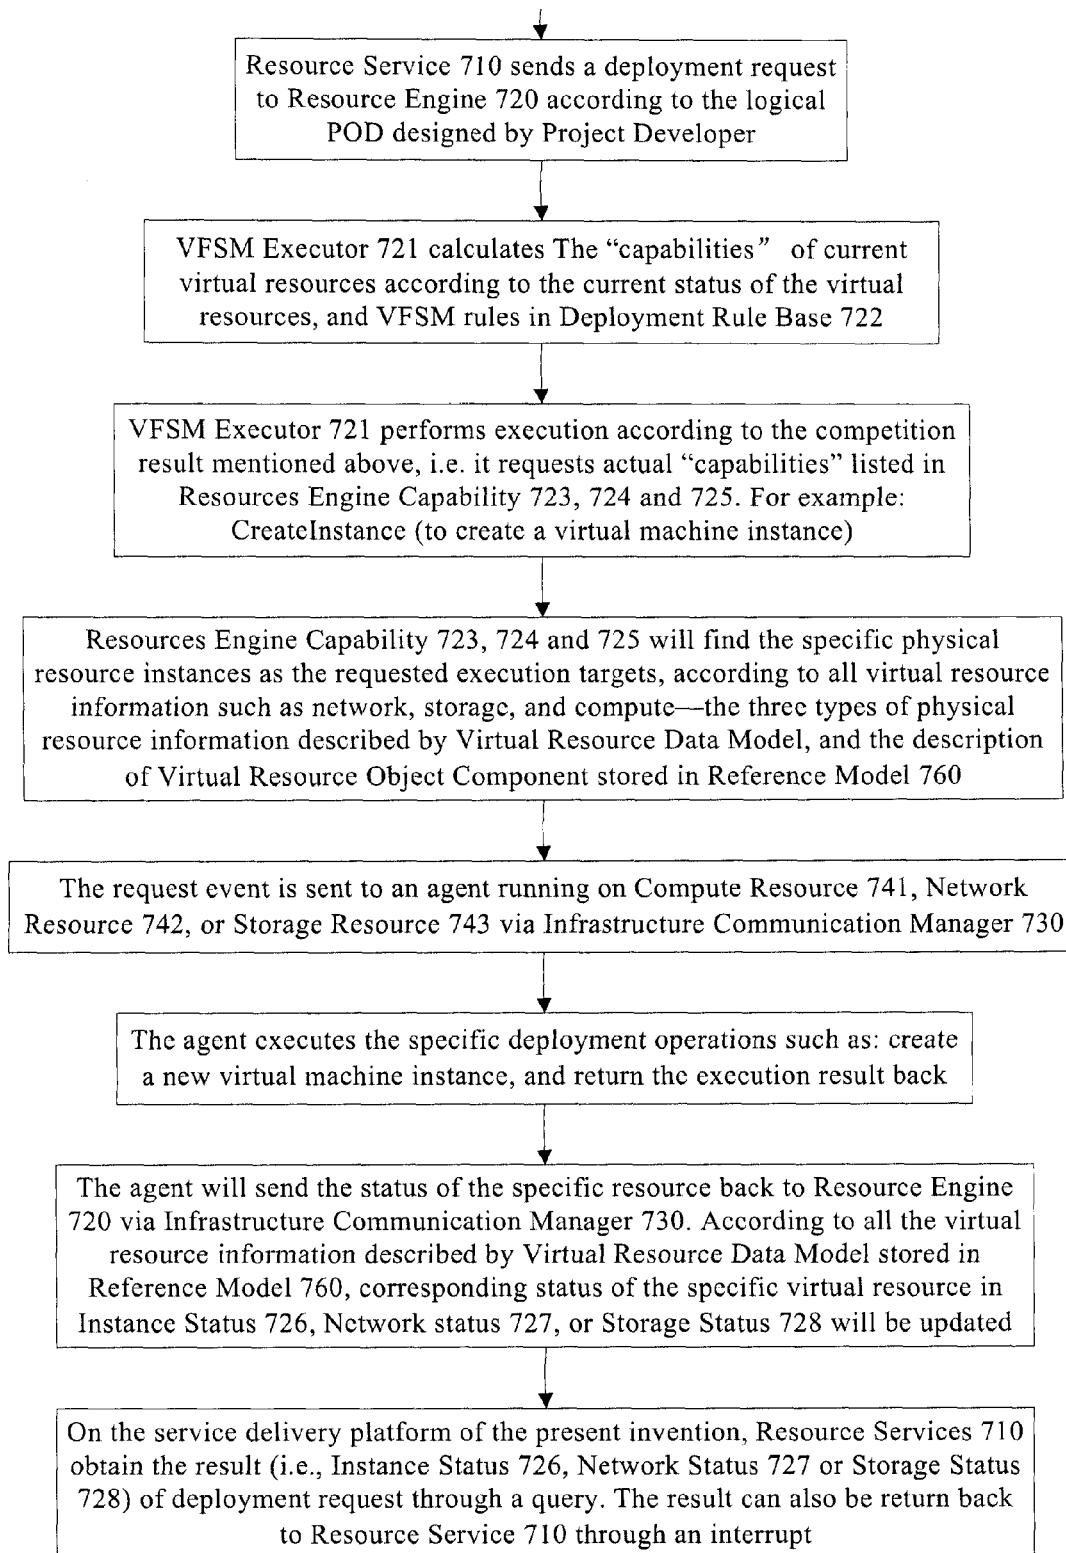 Resource Service 710 sends a deployment request
to Resource Engine 720 according to the logical
POD designed by Project Developer
VFSM Executor 721 calculates The “capabilities” of current
virtual resources according to the current status of the virtual
resources, and VFSM rules in Deployment Rule Base 722
VFSM Executor 721 performs execution according to the competition
result mentioned above, i.e. it requests actual “capabilities” listed in
Resources Engine Capability 723, 724 and 725. For example:
CreateInstance (to create a virtual machine instance)
Resources Engine Capability 723, 724 and 725 will find the specific physical
resource instances as the requested execution targets, according to all virtual resource
information such as network, storage, and compute—the three types of physical
resource information described by Virtual Resource Data Model, and the description
of Virtual Resource Object Component stored in Reference Model 760
The request event is sent to an agent running on Compute Resource 741, Network
Resource 742, or Storage Resource 743 via Infrastructure Communication Manager 730
The agent executes the specific deployment operations such as: create
a new virtual machine instance, and return the execution result back
The agent will send the status of the specific resource back to Resource Engine
720 via Infrastructure Communication Manager 730. According to all the virtual
resource information described by Virtual Resource Data Model stored in
Reference Model 760, corresponding status of the specific virtual resource in
Instance Status 726, Network status 727, or Storage Status 728 will be updated
On the service delivery platform of the present invention, Resource Services 710
obtain the result (i.e., Instance Status 726, Network Status 727 or Storage Status
728) of deployment request through a query. The result can also be return back
to Resource Service 710 through an interrupt